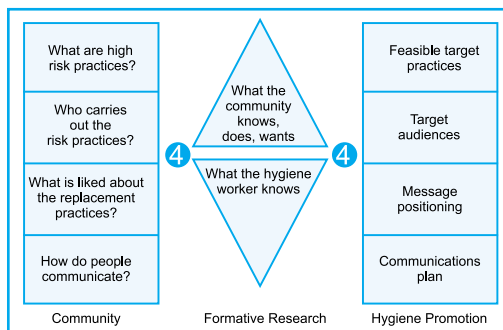 What are high
risk practices?
Who carries
out the
risk practices?
What is liked about
the replacement
practices?
How do people
communicate?
Community
4
What the
community
knows,
does, wants
What the hygiene
worker knows
Formative Research
4
Feasible target
practices
Target
audiences
Message
positioning
Communications
plan
Hygiene Promotion